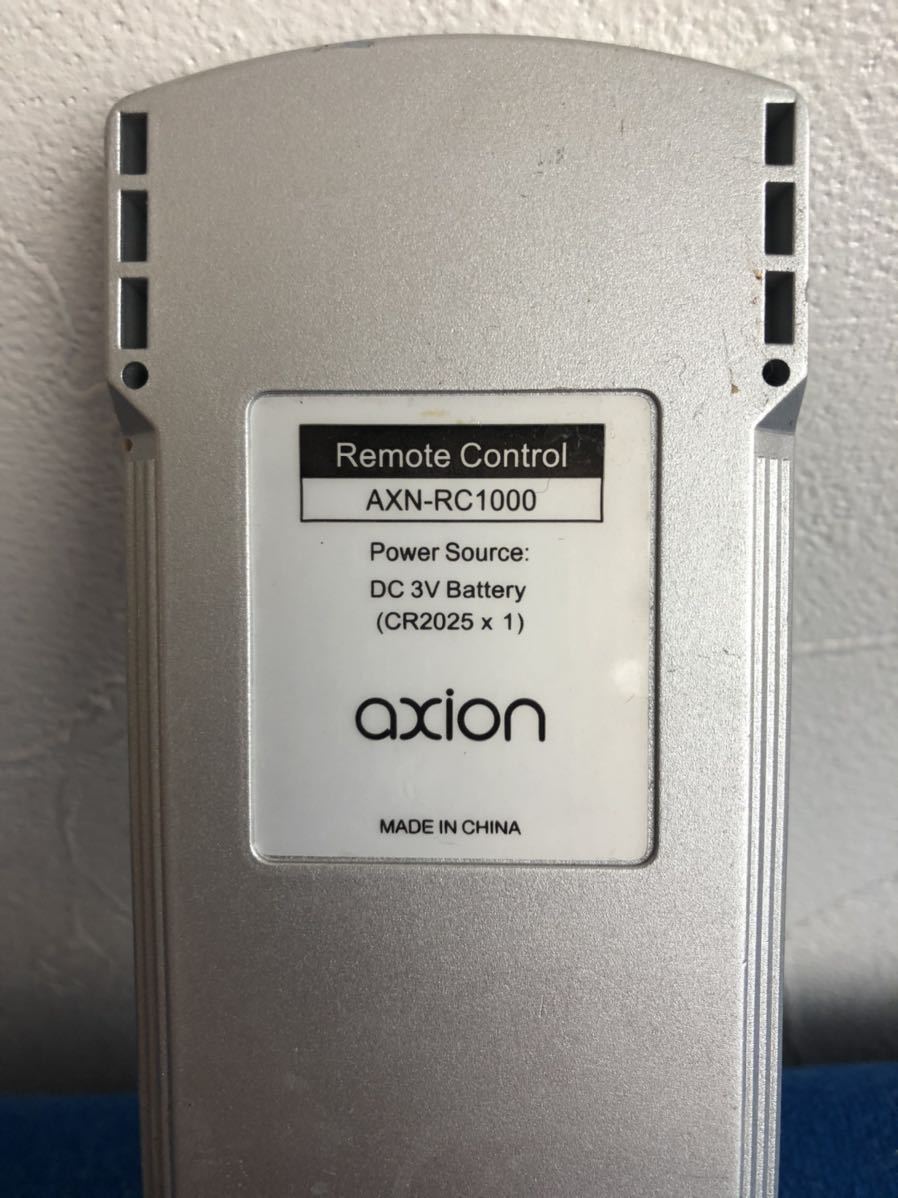 Remote Control
AXN-RC1000
Power Source:
DC 3V Battery
(CR2025 x 1)
axion
MADE IN CHINA